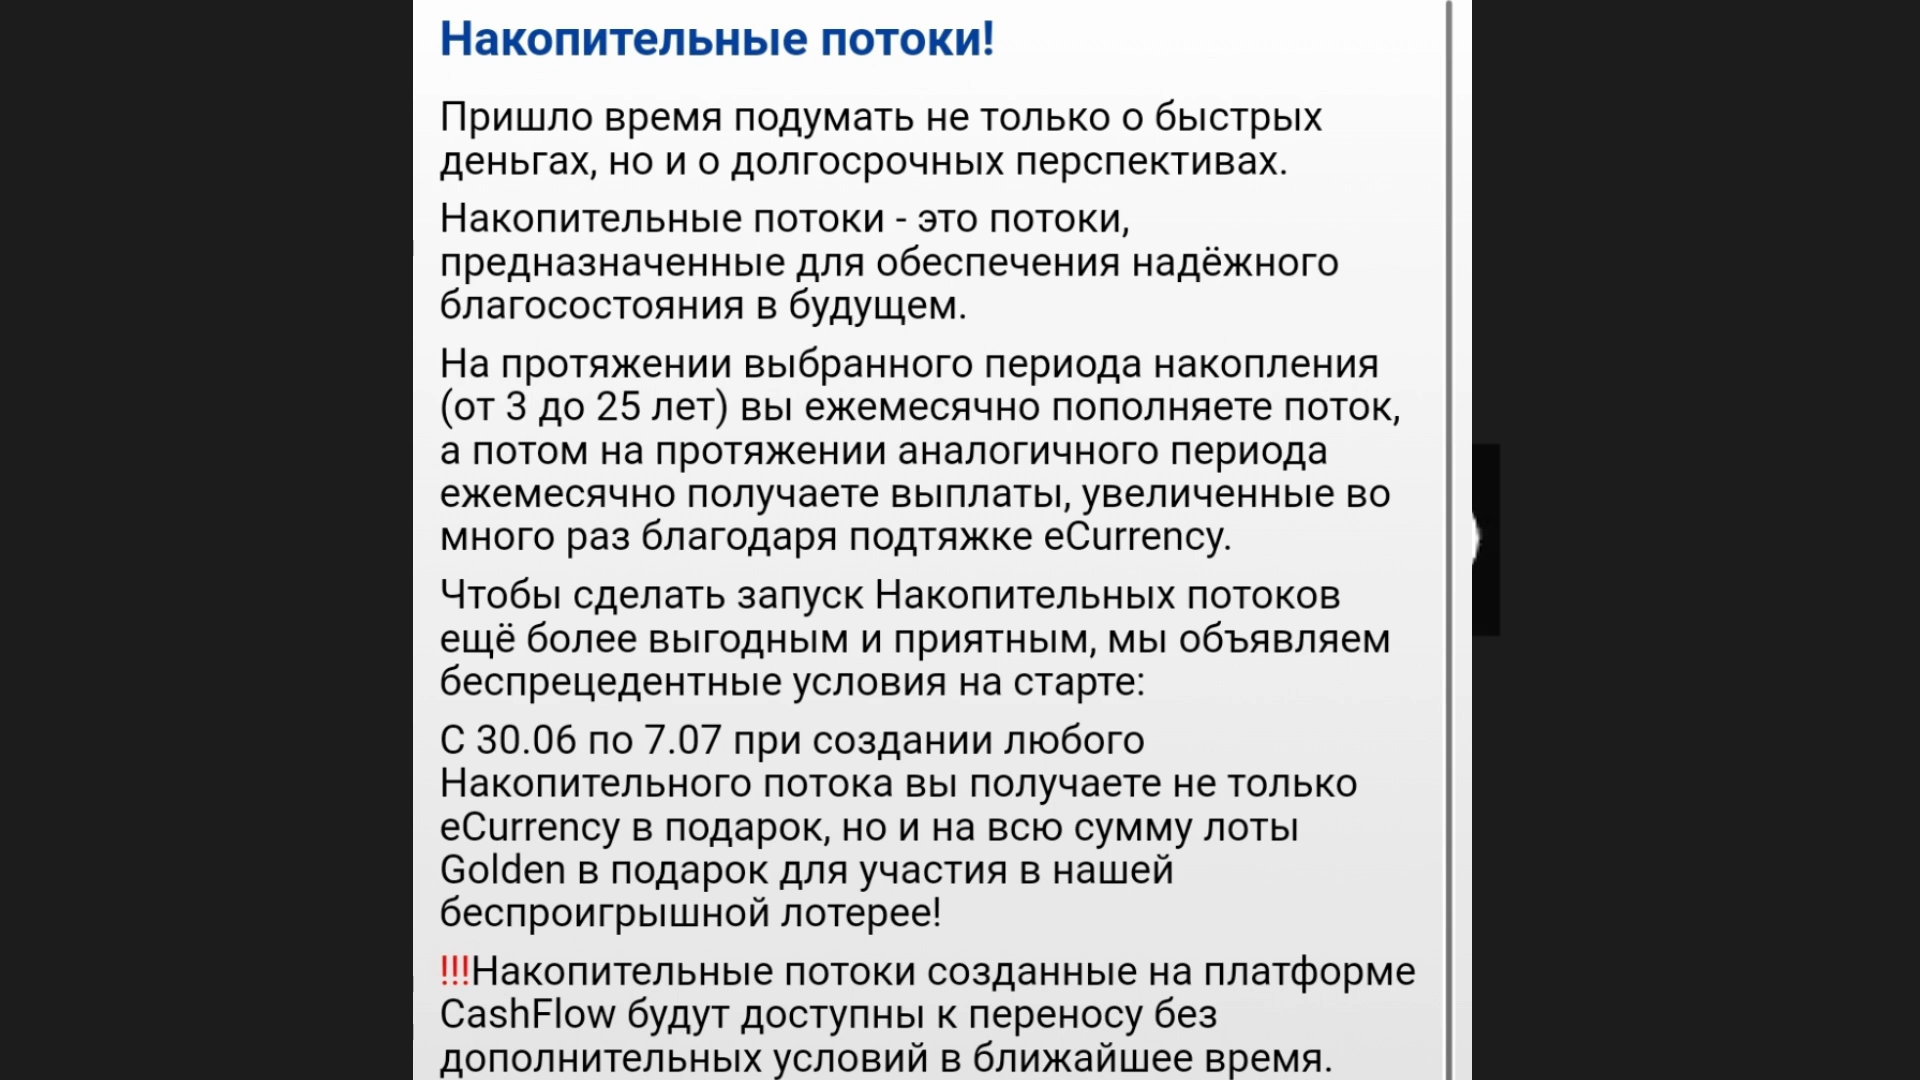 Накопительные потоки!
Пришло время подумать не только о быстрых
деньгах, но и о долгосрочных перспективах.
Накопительные потоки - это потоки,
предназначенные для обеспечения надёжного
благосостояния в будущем.
На протяжении выбранного периода накопления
(от 3 до 25 лет) вы ежемесячно пополняете поток,
а потом на протяжении аналогичного периода
ежемесячно получаете выплаты, увеличенные во
много раз благодаря подтяжке eCurrency.
Чтобы сделать запуск Накопительных потоков
ещё более выгодным и приятным, мы объявляем
беспрецедентные условия на старте:
С 30.06 по 7.07 при создании любого
Накопительного потока вы получаете не только
eCurrency в подарок, но и на всю сумму лоты
Golden в подарок для участия в нашей
беспроигрышной лотерее!
!!!Накопительные потоки созданные на платформе
CashFlow будут доступны к переносу без
дополнительных условий в ближайшее время.